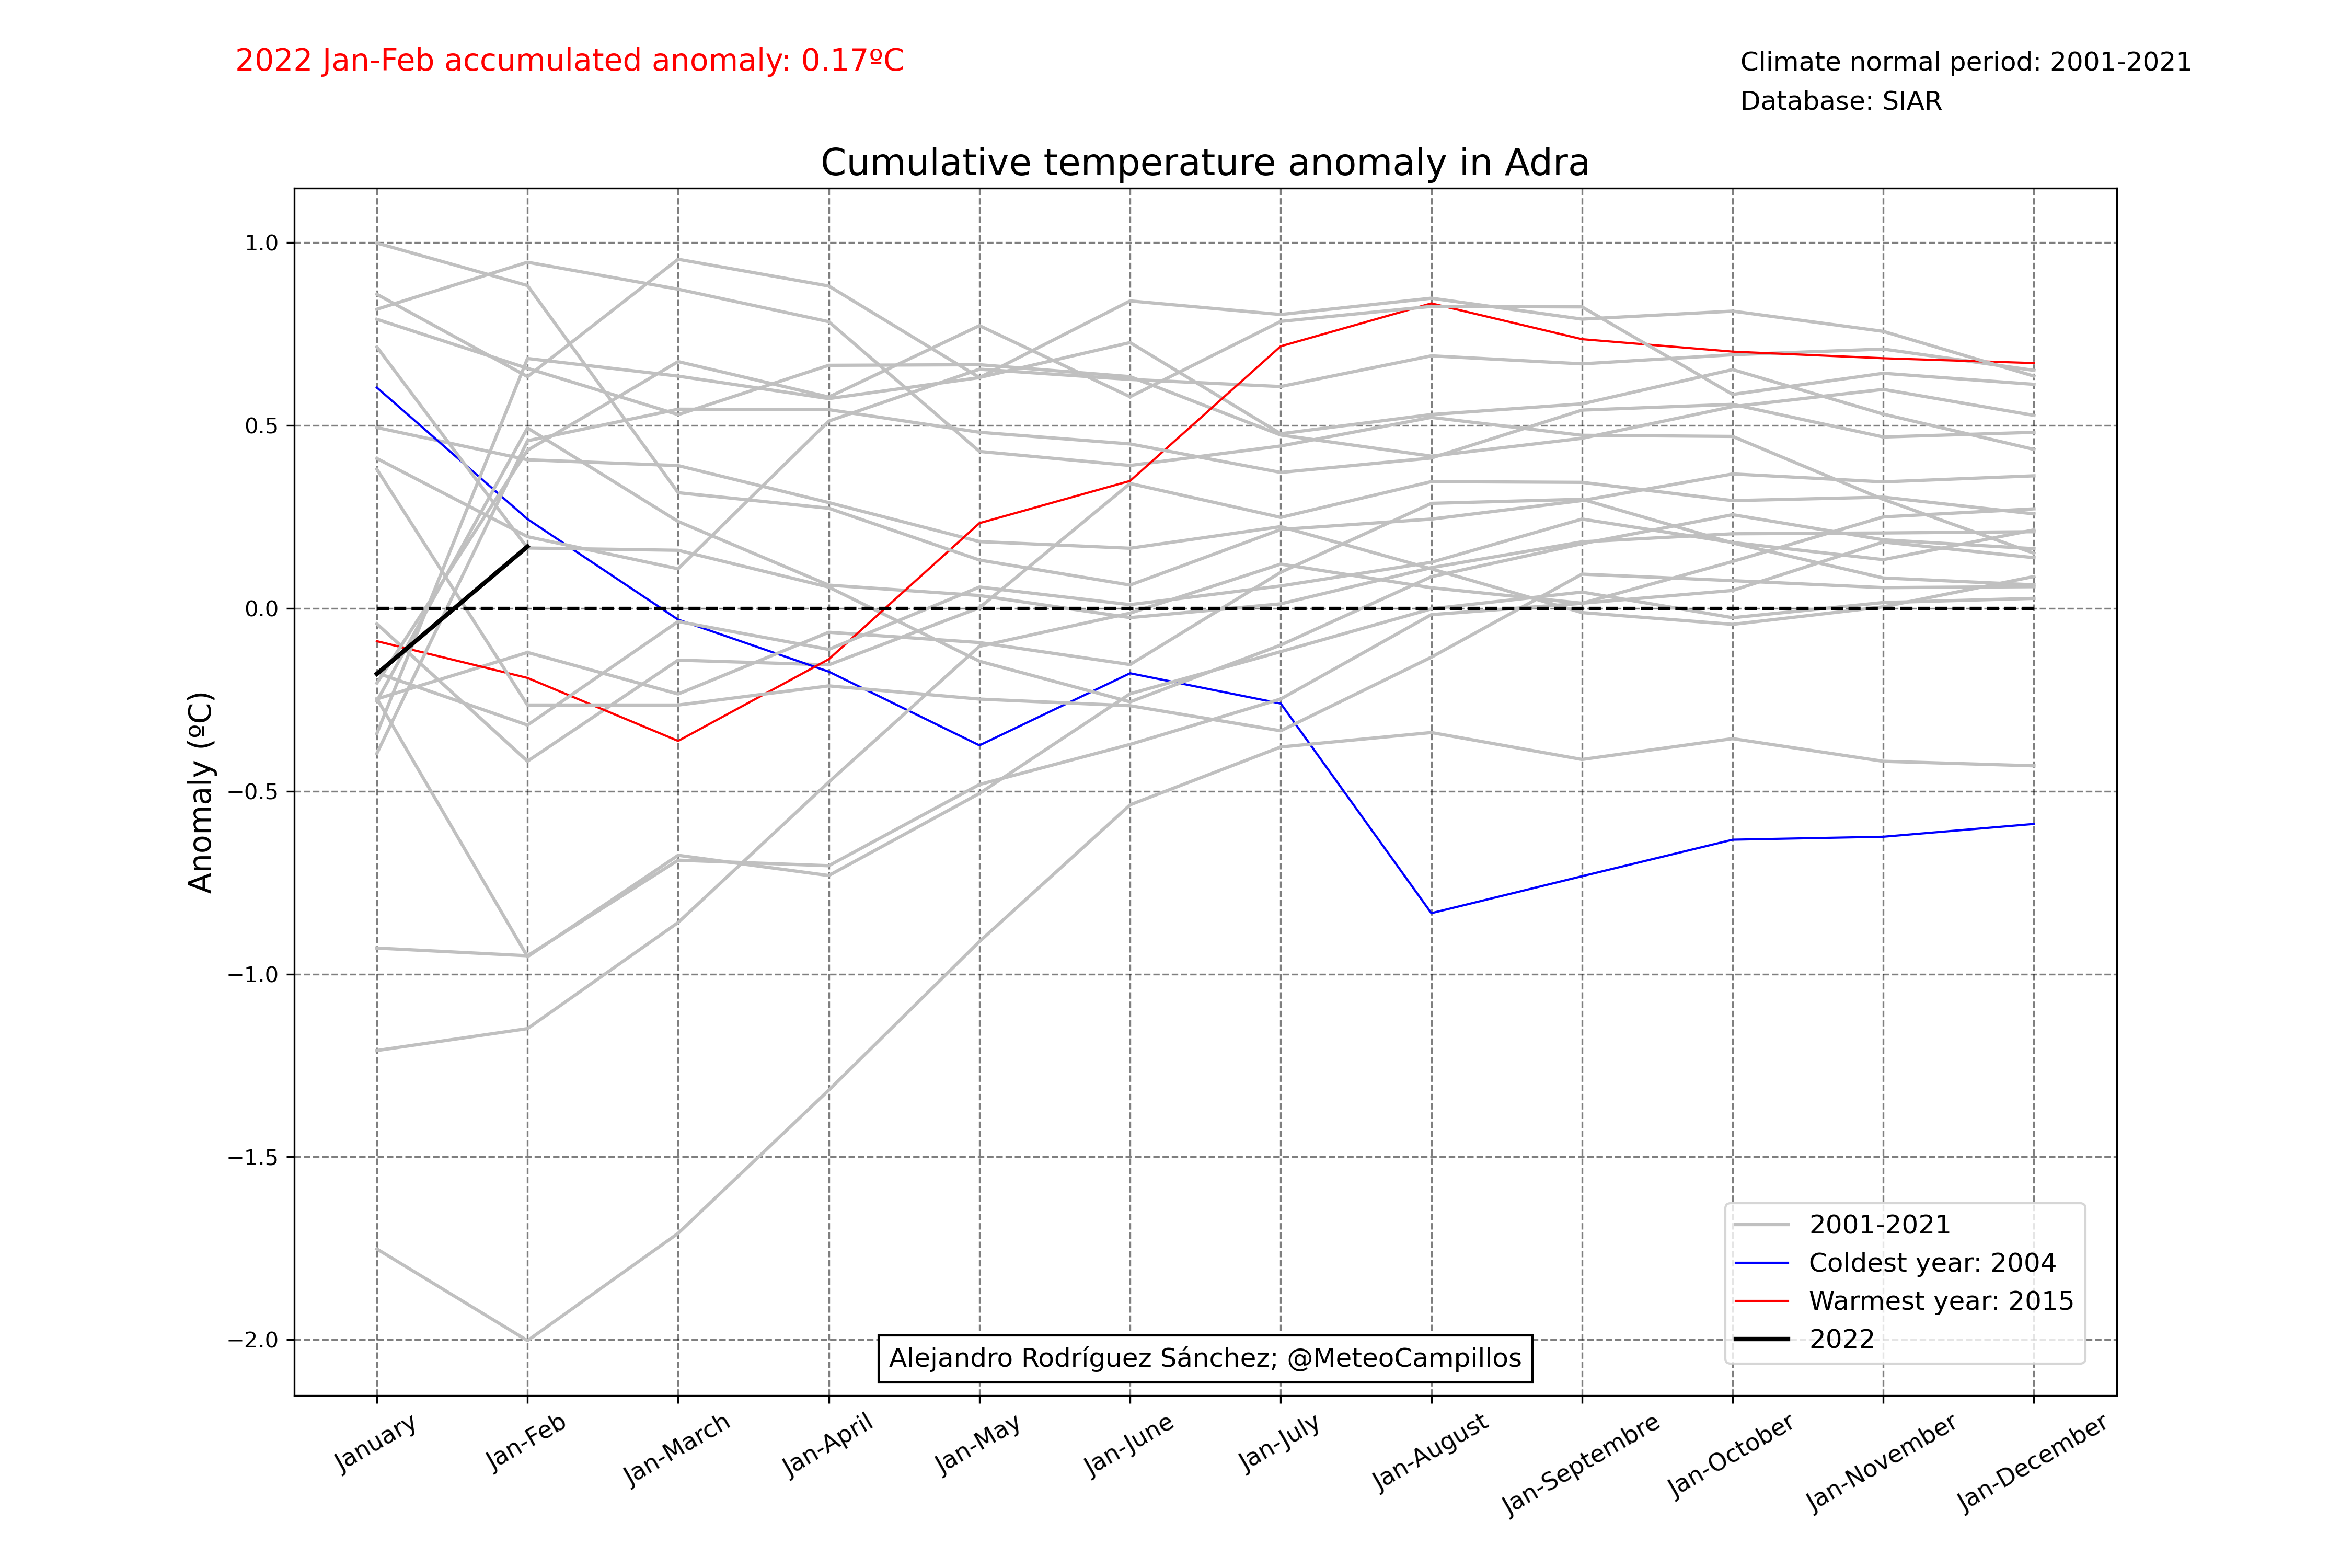 2022 Jan-Feb accumulated anomaly: 0.17ºC
Climate normal period: 2001-2021
Database: SIAR
Cumulative temperature anomaly in Adra
Anomaly (ºC)
1.0
0.5
0.0
−0.5
−1.0
−1.5
−2.0
2001-2021
Coldest year: 2004
Warmest year: 2015
2022
Alejandro Rodríguez Sánchez; @MeteoCampillos
January
Jan-Feb
Jan-March
Jan-April
Jan-May
Jan-June
Jan-July
Jan-August
Jan-Septembre
Jan-October
Jan-November
Jan-December